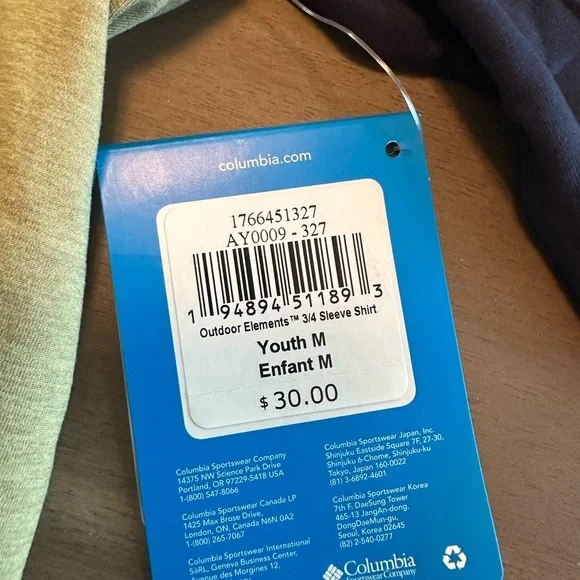 columbia.com
1766451327
AY0009 - 327
1 94894 51189 3
Outdoor Elements™ 3/4 Sleeve Shirt
Youth M
Enfant M
$ 30.00
Columbia Sportswear Company
14375 NW Science Park Drive
Portland, OR 97229-5418 USA
1-(800) 547-8066
Columbia Sportswear Canada LP
1425 Max Brose Drive,
London, ON, Canada N6N 0A2
1-(800) 265-7067
Columbia Sportswear International
SàRL, Geneva Business Center,
Avenue des Morgines 12,
Columbia Sportswear Japan, Inc.
Shinjuku Eastside Square 7F, 27-30,
Shinjuku 6-Chome, Shinjuku-ku
Tokyo, Japan 160-0022
(81) 3-6892-4601
Columbia Sportswear Korea
7th F. DaeSung Tower
465-13 JangAn-dong,
DongDaeMun-gu,
Seoul, Korea 02645
(82) 2-540-0277
Columbia
Sportswear Company